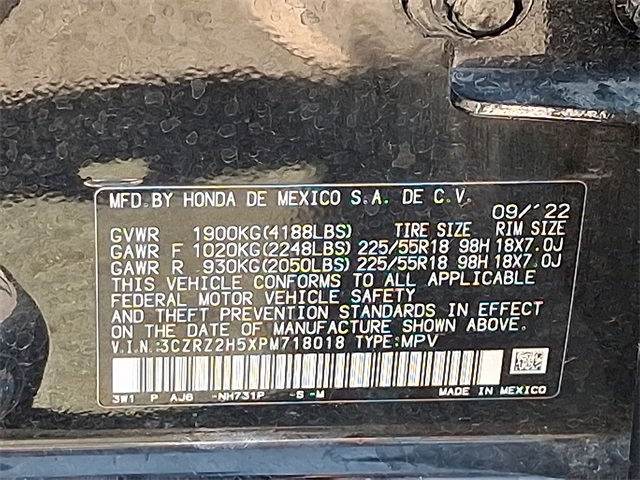 MFD.BY HONDA DE MEXICO S.A. DE C.V.
09/'22
GVWR 1900KG(4188LBS) TIRE SIZE RIM SIZE
GAWR F 1020KG(2248LBS) 225/55R18 98H 18X7.0J
GAWR R 930KG(2050LBS) 225/55R18 98H 18X7.0J
THIS VEHICLE CONFORMS TO ALL APPLICABLE
FEDERAL MOTOR VEHICLE SAFETY
AND THEFT PREVENTION STANDARDS IN EFFECT
ON THE DATE OF MANUFACTURE SHOWN ABOVE.
V.I.N.:3CZRZ2H5XPM718018 TYPE:MPV
3W1 P AJ6 -NH731P -S -M MADE IN MEXICO